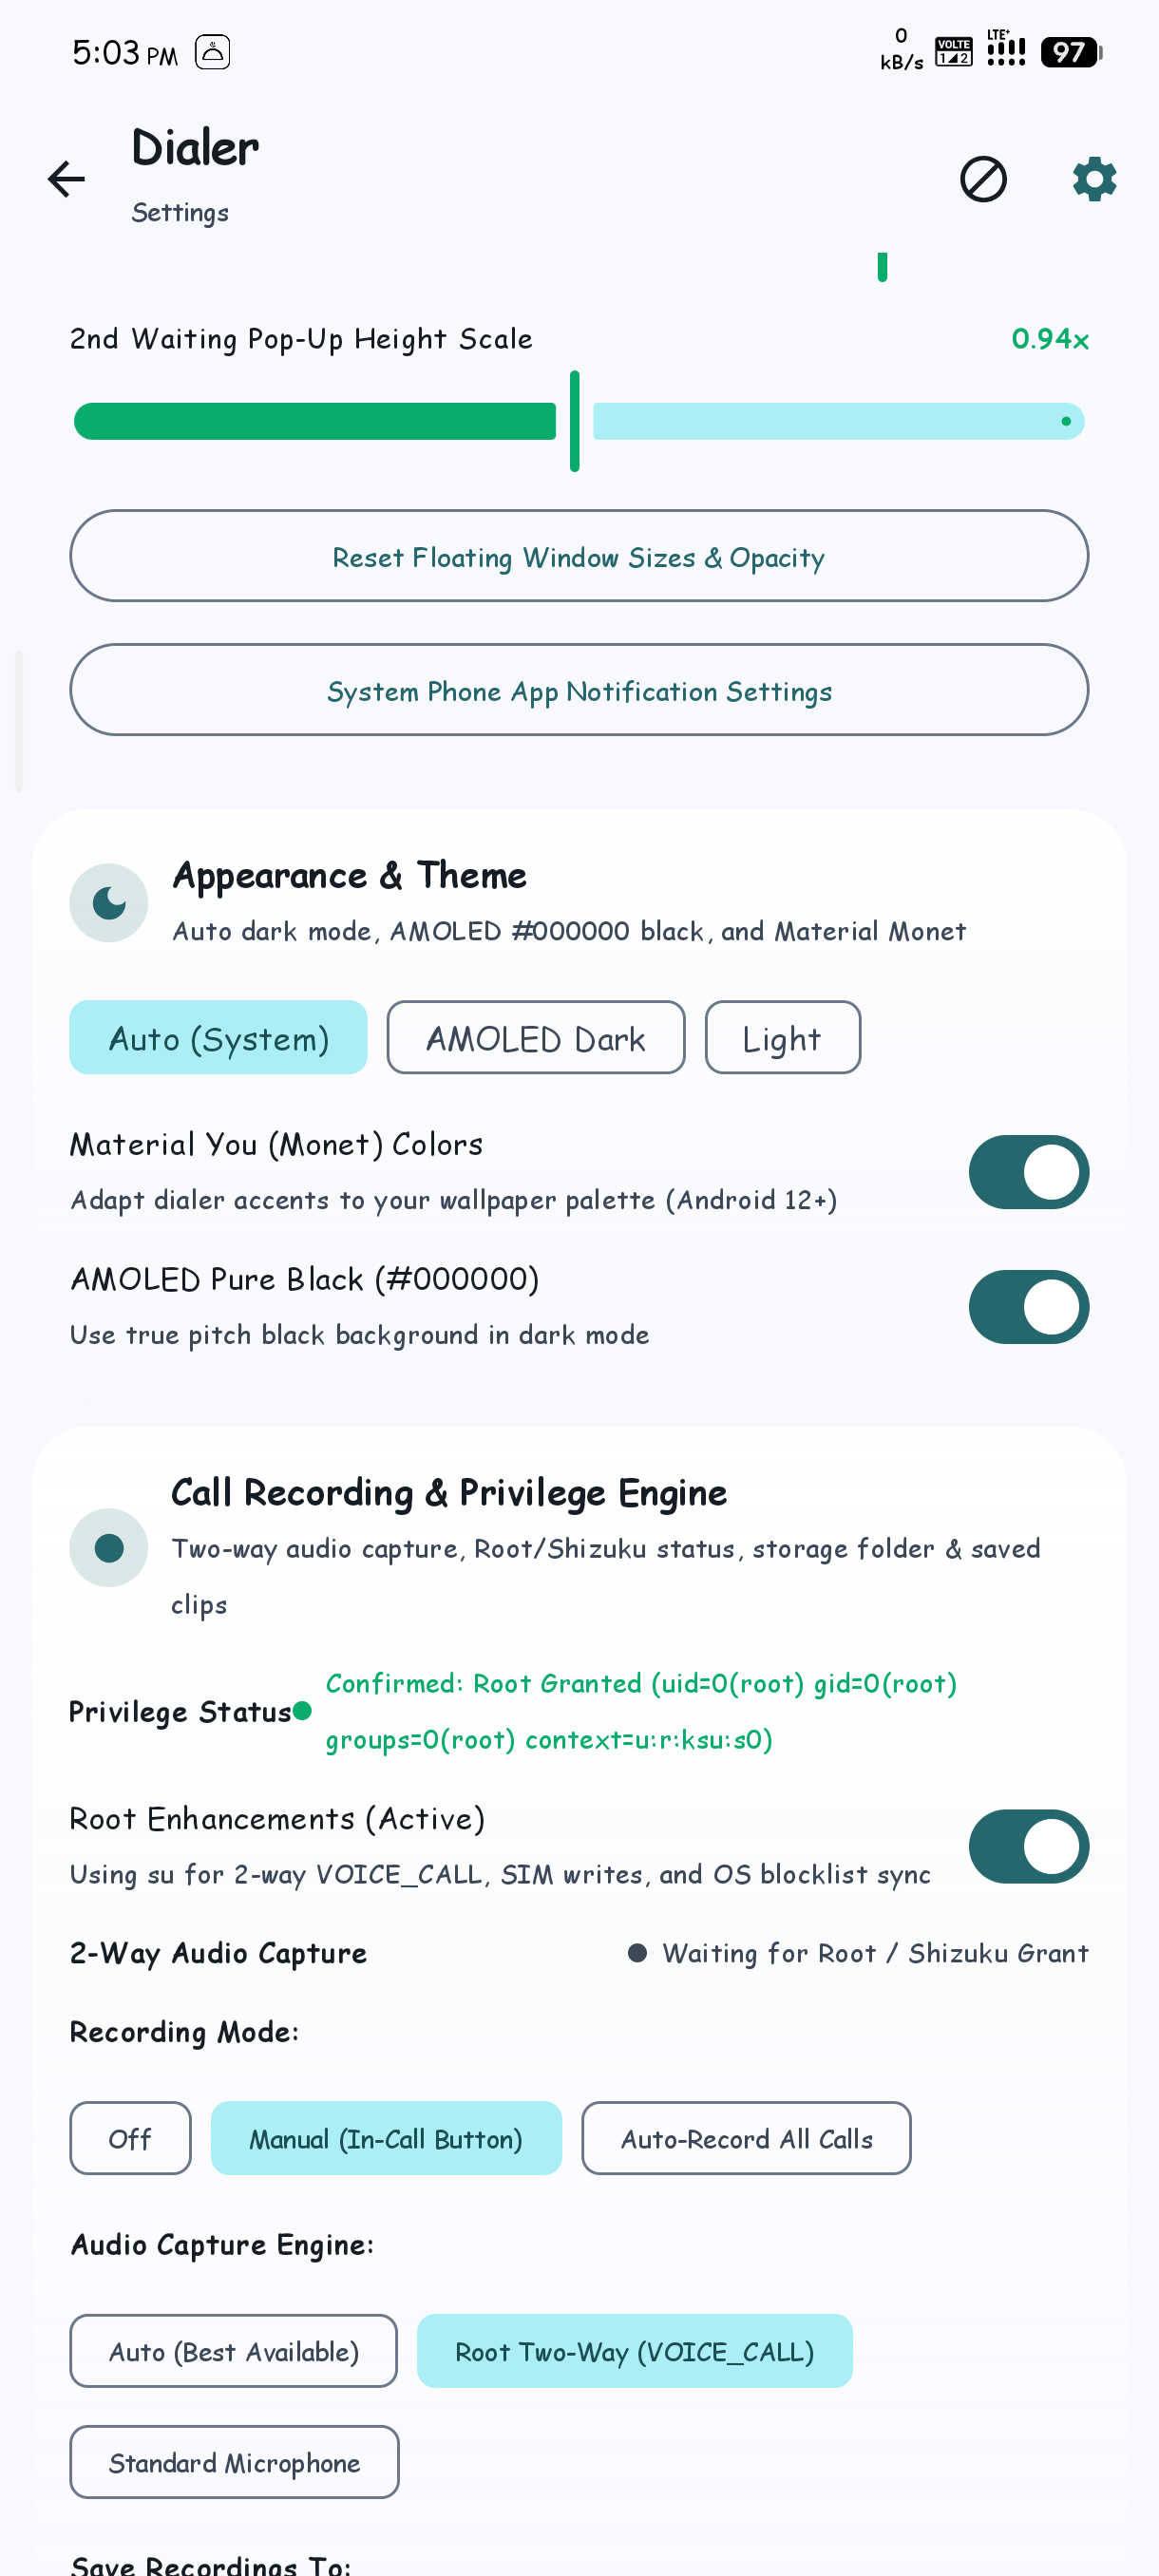 5:03 PM
0
kB/s
VOLTE
1 2
LTE+
97
Dialer
Settings
2nd Waiting Pop-Up Height Scale
0.94x
Reset Floating Window Sizes & Opacity
System Phone App Notification Settings
Appearance & Theme
Auto dark mode, AMOLED #000000 black, and Material Monet
Auto (System)
AMOLED Dark
Light
Material You (Monet) Colors
Adapt dialer accents to your wallpaper palette (Android 12+)
AMOLED Pure Black (#000000)
Use true pitch black background in dark mode
Call Recording & Privilege Engine
Two-way audio capture, Root/Shizuku status, storage folder & saved
clips
Privilege Status
Confirmed: Root Granted (uid=0(root) gid=0(root)
groups=0(root) context=u:r:ksu:s0)
Root Enhancements (Active)
Using su for 2-way VOICE_CALL, SIM writes, and OS blocklist sync
2-Way Audio Capture
Waiting for Root / Shizuku Grant
Recording Mode:
Off
Manual (In-Call Button)
Auto-Record All Calls
Audio Capture Engine:
Auto (Best Available)
Root Two-Way (VOICE_CALL)
Standard Microphone
Save Recordings To: